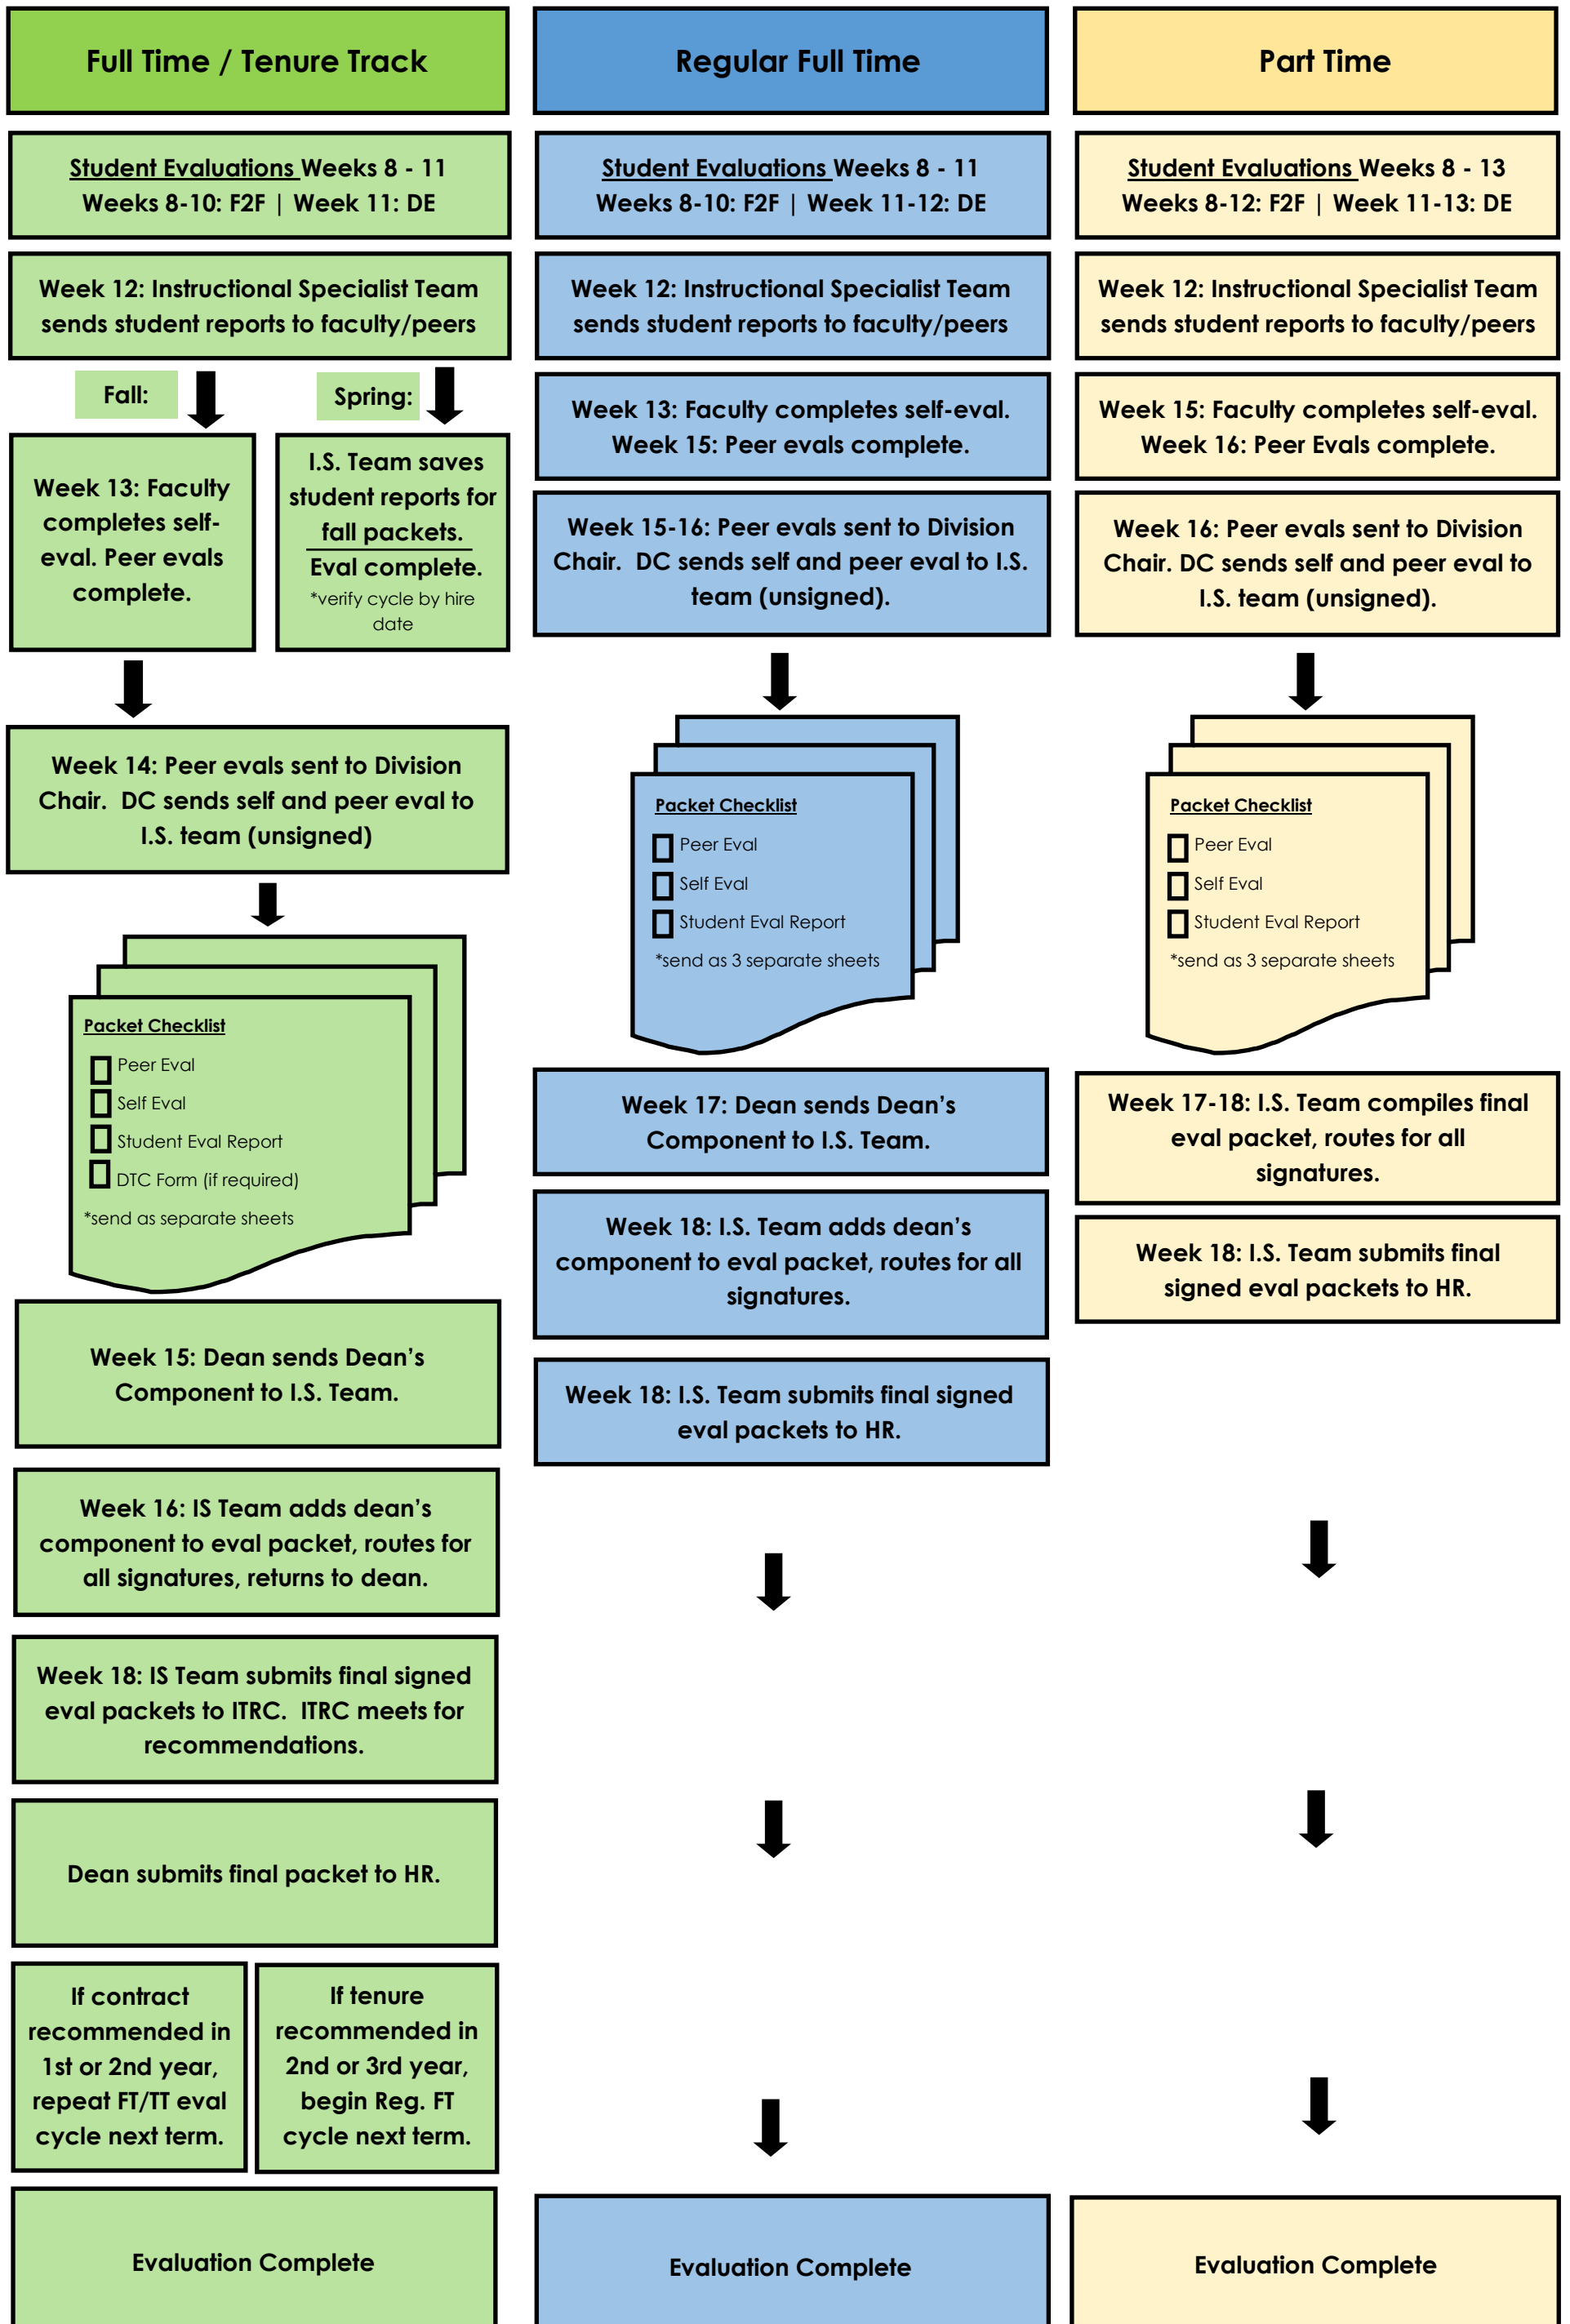 Full Time / Tenure Track
Student Evaluations Weeks 8 - 11
Weeks 8-10: F2F | Week 11: DE
Week 12: Instructional Specialist Team
sends student reports to faculty/peers
Fall:
Spring:
Week 13: Faculty
completes self-
eval. Peer evals
complete.
I.S. Team saves
student reports for
fall packets.
Eval complete.
*verify cycle by hire
date
Week 14: Peer evals sent to Division
Chair.  DC sends self and peer eval to
I.S. team (unsigned)
Packet Checklist
Peer Eval
Self Eval
Student Eval Report
DTC Form (if required)
*send as separate sheets
Week 15: Dean sends Dean’s
Component to I.S. Team.
Week 16: IS Team adds dean’s
component to eval packet, routes for
all signatures, returns to dean.
Week 18: IS Team submits final signed
eval packets to ITRC.  ITRC meets for
recommendations.
Dean submits final packet to HR.
If contract
recommended in
1st or 2nd year,
repeat FT/TT eval
cycle next term.
If tenure
recommended in
2nd or 3rd year,
begin Reg. FT
cycle next term.
Evaluation Complete
Regular Full Time
Student Evaluations Weeks 8 - 11
Weeks 8-10: F2F | Week 11-12: DE
Week 12: Instructional Specialist Team
sends student reports to faculty/peers
Week 13: Faculty completes self-eval.
Week 15: Peer evals complete.
Week 15-16: Peer evals sent to Division
Chair.  DC sends self and peer eval to I.S.
team (unsigned).
Packet Checklist
Peer Eval
Self Eval
Student Eval Report
*send as 3 separate sheets
Week 17: Dean sends Dean’s
Component to I.S. Team.
Week 18: I.S. Team adds dean’s
component to eval packet, routes for all
signatures.
Week 18: I.S. Team submits final signed
eval packets to HR.
Evaluation Complete
Part Time
Student Evaluations Weeks 8 - 13
Weeks 8-12: F2F | Week 11-13: DE
Week 12: Instructional Specialist Team
sends student reports to faculty/peers
Week 15: Faculty completes self-eval.
Week 16: Peer Evals complete.
Week 16: Peer evals sent to Division
Chair. DC sends self and peer eval to
I.S. team (unsigned).
Packet Checklist
Peer Eval
Self Eval
Student Eval Report
*send as 3 separate sheets
Week 17-18: I.S. Team compiles final
eval packet, routes for all
signatures.
Week 18: I.S. Team submits final
signed eval packets to HR.
Evaluation Complete